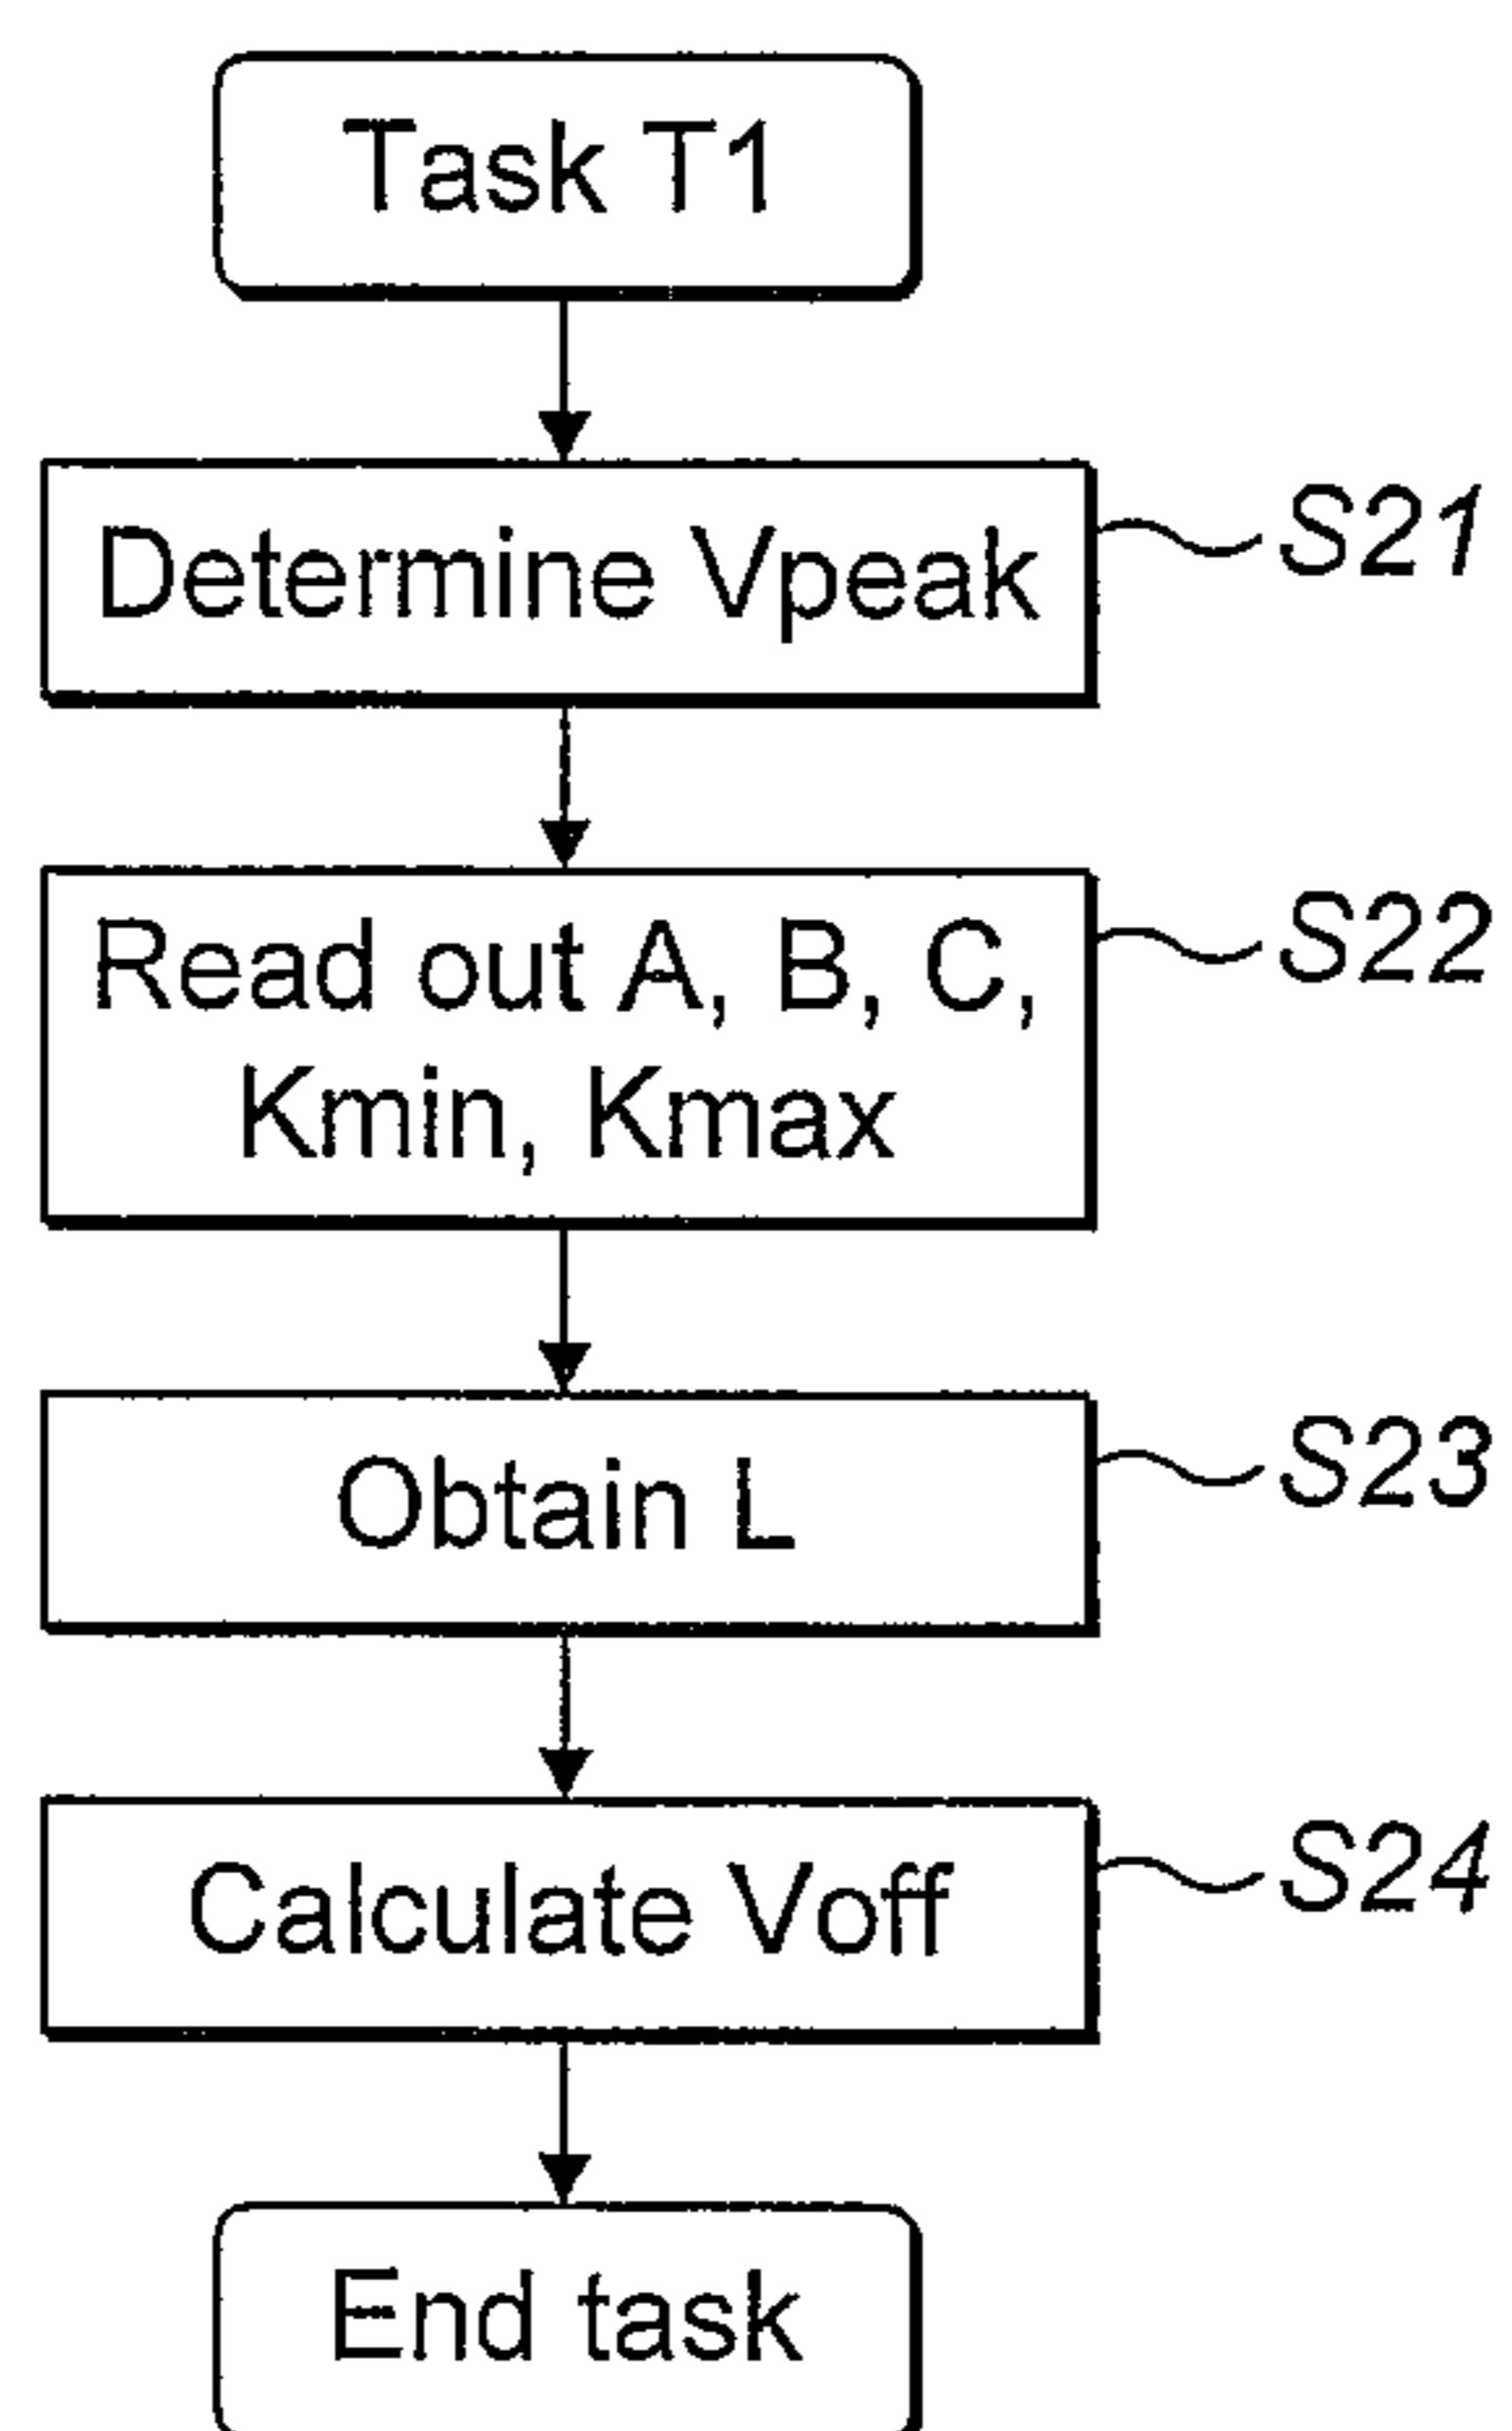 Task T1
Determine Vpeak
S21
Read out A, B, C,
Kmin, Kmax
S22
Obtain L
S23
Calculate Voff
S24
End task